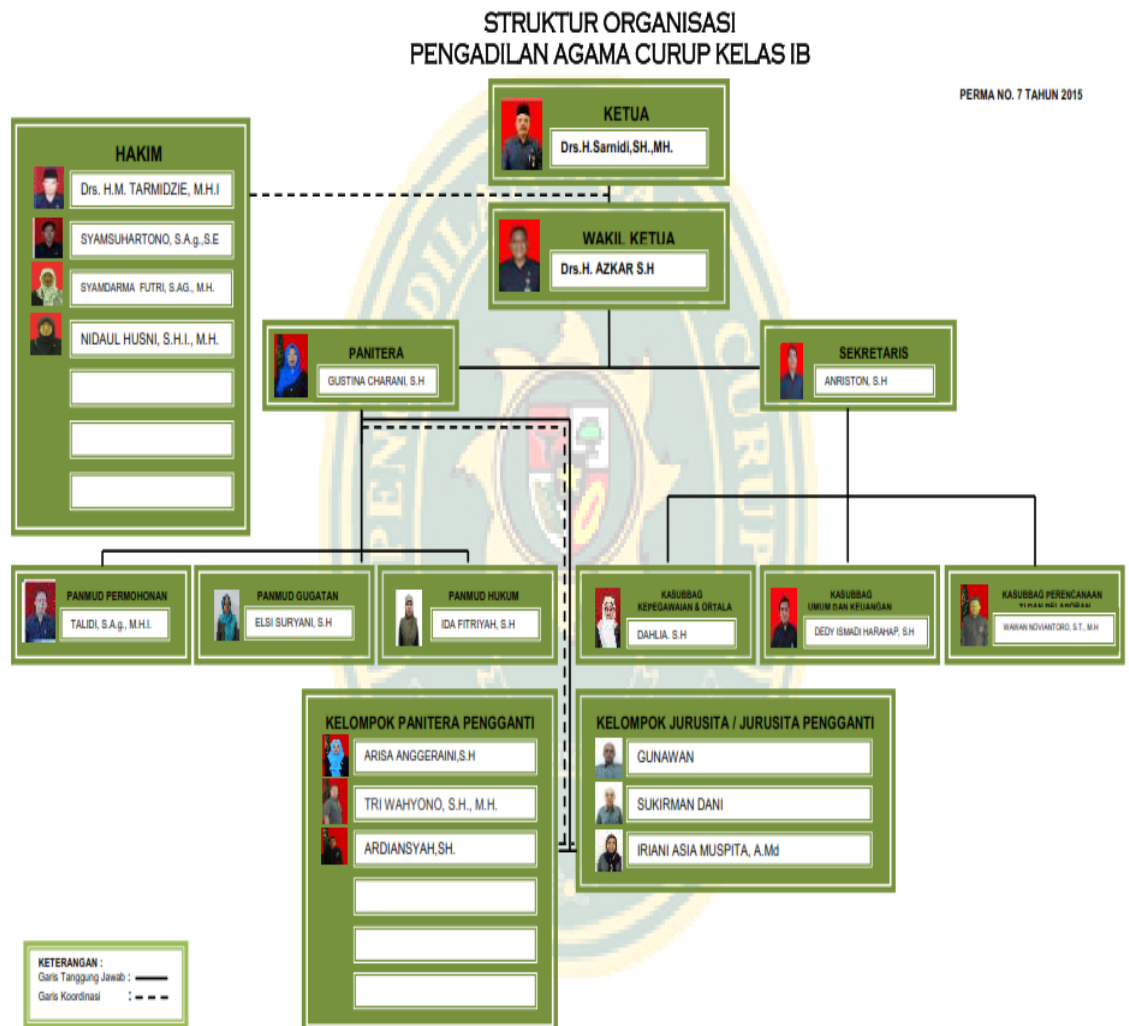 STRUKTUR ORGANISASI
PENGADILAN AGAMA CURUP KELAS IB
PERMA NO. 7 TAHUN 2015
KETUA
Drs.H.Sarnidi,SH.,MH.
HAKIM
Drs. H.M. TARMIDZIE, M.H.I
SYAMSUHARTONO, S.A.g.,S.E
SYAMDARMA FUTRI, S.AG., M.H.
NIDAUL HUSNI, S.H.I., M.H.
WAKIL KETUA
Drs.H. AZKAR S.H
PANITERA
GUSTINA CHARANI, S.H
SEKRETARIS
ANRISTON, S.H
PANMUD PERMOHONAN
TALIDI, S.A.g., M.H.I.
PANMUD GUGATAN
ELSI SURYANI, S.H
PANMUD HUKUM
IDA FITRIYAH, S.H
KASUBBAG
KEPEGAWAIAN & ORTALA
DAHLIA. S.H
KASUBBAG
UMUM DAN KEUANGAN
DEDY ISMADI HARAHAP, S.H
KASUBBAG PERENCANAAN
WAWAN NOVIANTORO, S.T., M.H
KELOMPOK PANITERA PENGGANTI
ARISA ANGGERAINI,S.H
TRI WAHYONO, S.H., M.H.
ARDIANSYAH,SH.
KELOMPOK JURUSITA / JURUSITA PENGGANTI
GUNAWAN
SUKIRMAN DANI
IRIANI ASIA MUSPITA, A.Md
KETERANGAN :
Garis Tanggung Jawab :
Garis Koordinasi :
PENGADIL
CURUP